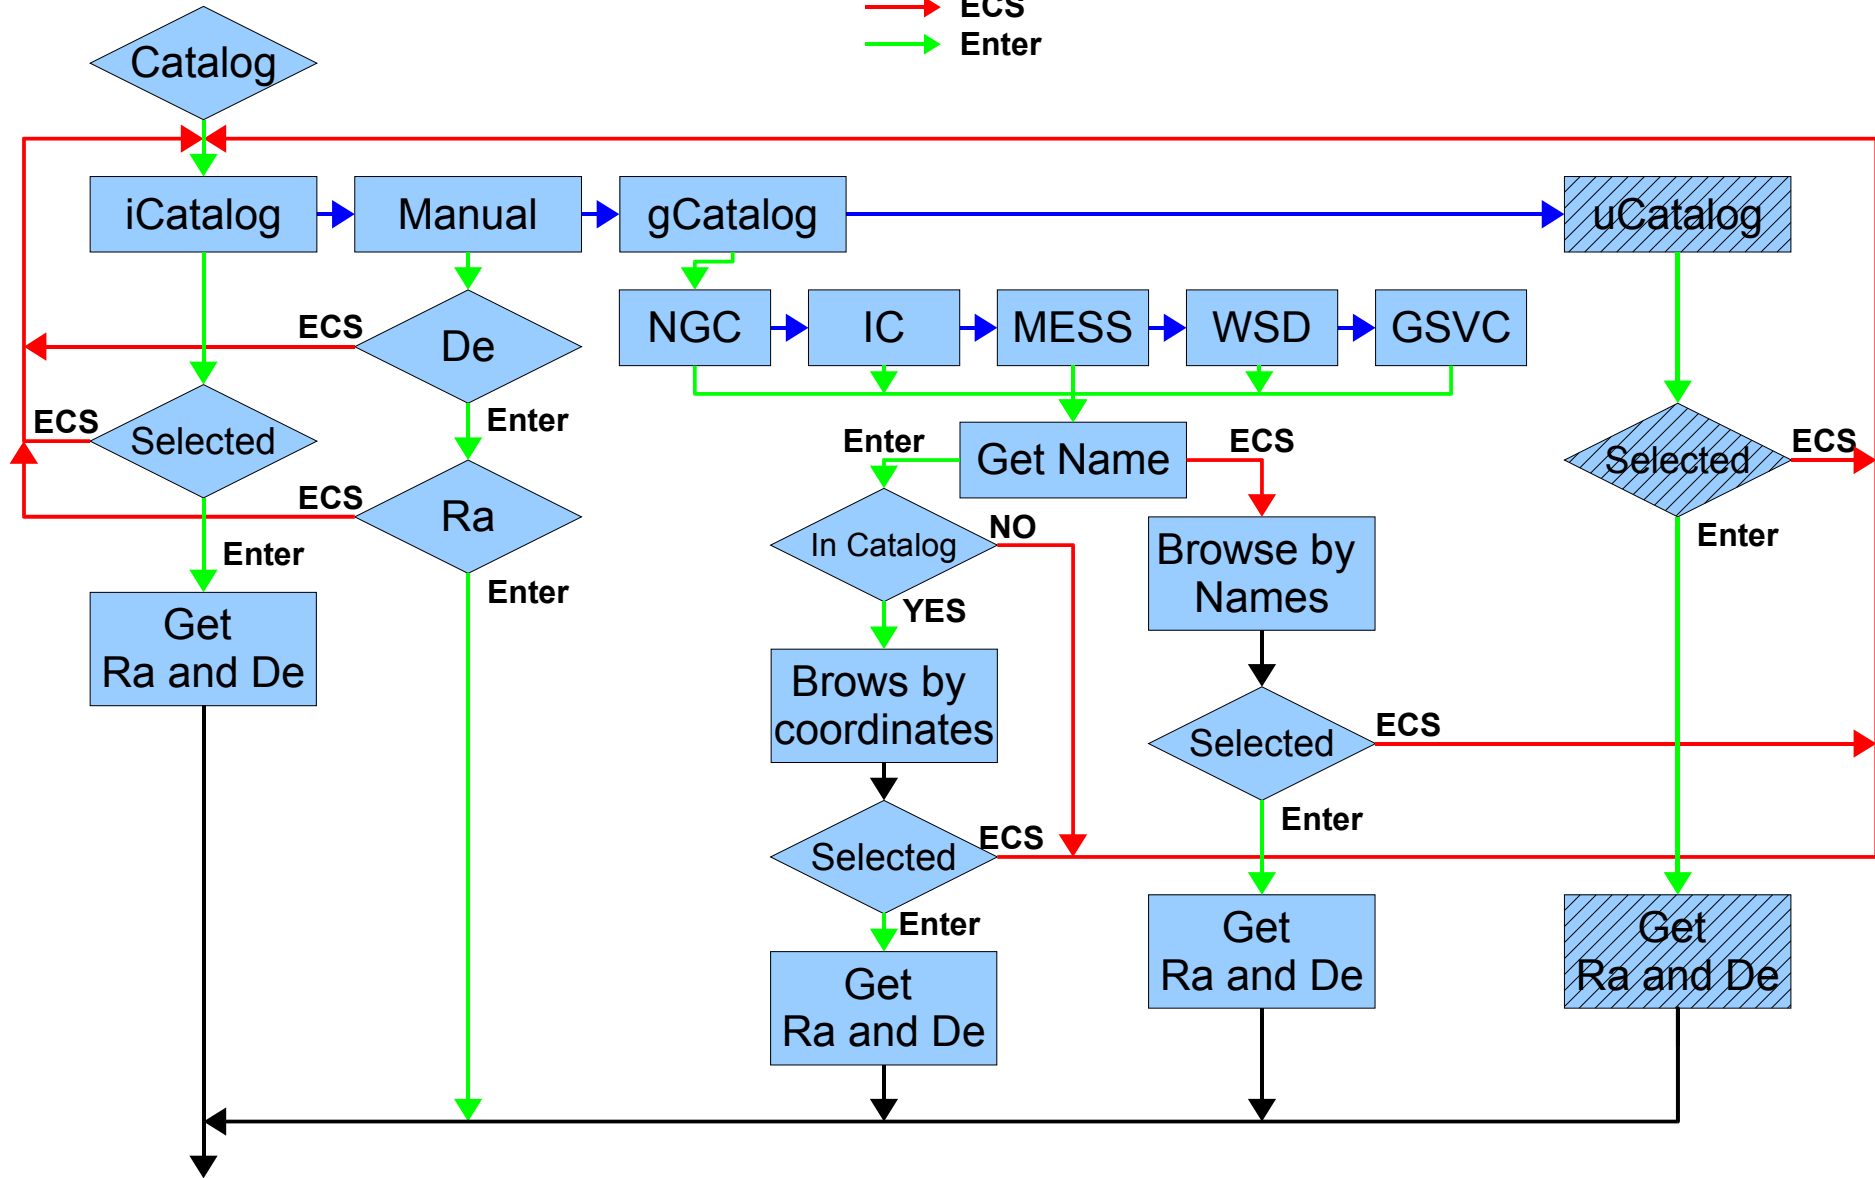 ECS
Enter
Catalog
iCatalog
Manual
gCatalog
uCatalog
NGC
IC
MESS
WSD
GSVC
ECS
De
ECS
Selected
Enter
Enter
Get Name
ECS
Selected
ECS
ECS
Ra
NO
In Catalog
Browse by
Names
Enter
Enter
Enter
YES
Get
Ra and De
Brows by
coordinates
ECS
Selected
Enter
ECS
Selected
Enter
Get
Ra and De
Get
Ra and De
Get
Ra and De